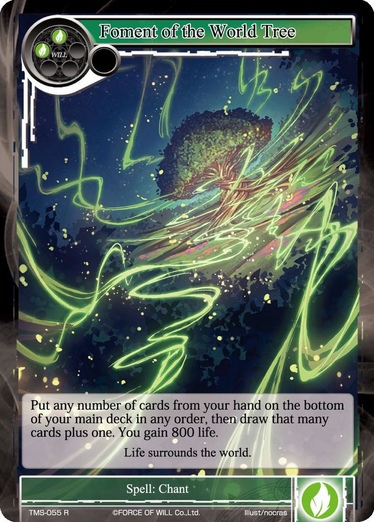 Foment of the World Tree
WILL
Put any number of cards from your hand on the bottom
of your main deck in any order, then draw that many
cards plus one. You gain 800 life.
Life surrounds the world.
Spell: Chant
TMS-055 R ©FORCE OF WILL Co.,Ltd. Illust/nocras